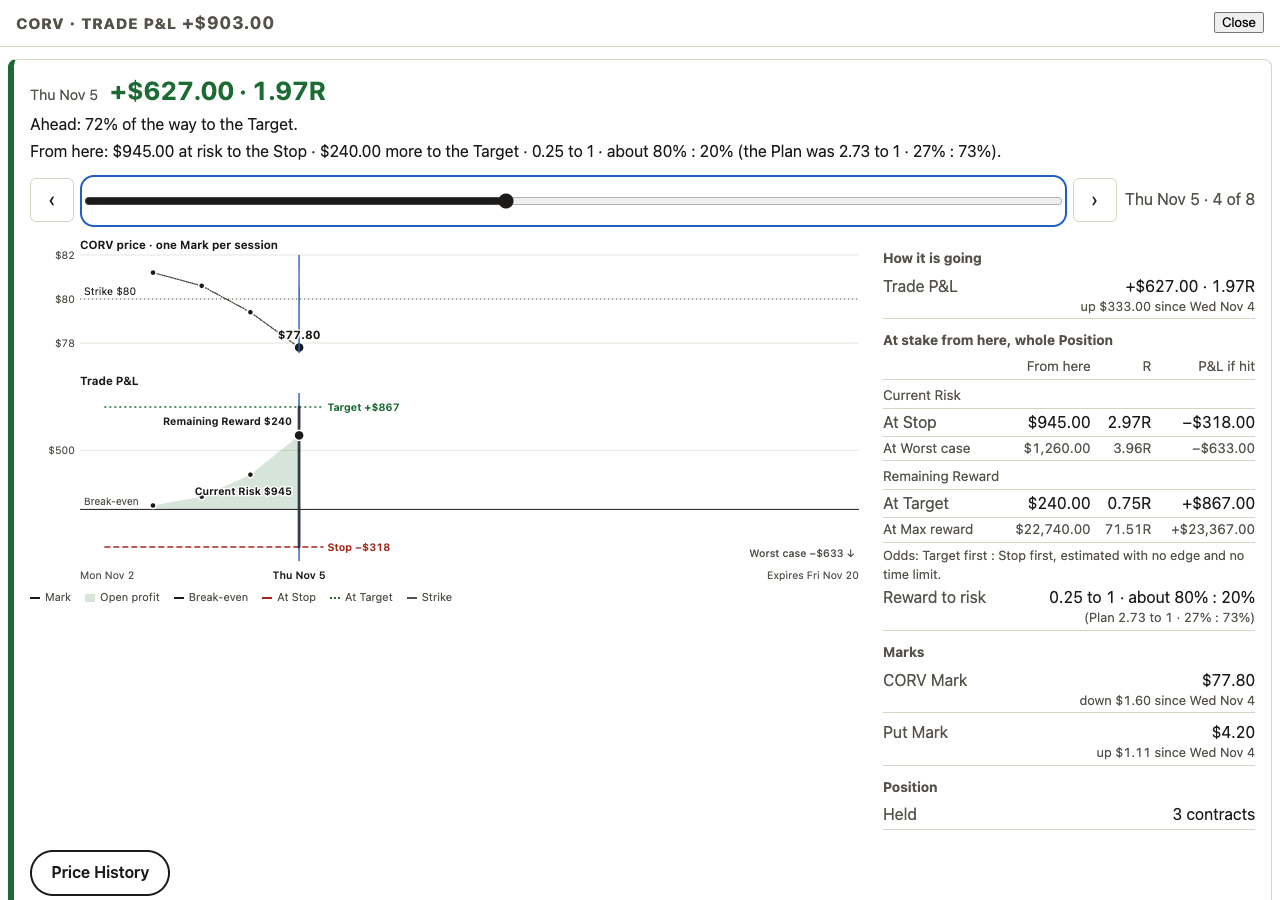 CORV · TRADE P&L +$903.00
Close
Thu Nov 5 +$627.00 · 1.97R
Ahead: 72% of the way to the Target.
From here: $945.00 at risk to the Stop · $240.00 more to the Target · 0.25 to 1 · about 80% : 20% (the Plan was 2.73 to 1 · 27% : 73%).
‹
› Thu Nov 5 · 4 of 8
CORV price · one Mark per session
$82
Strike $80
$80
$77.80
$78
Trade P&L
Target +$867
Remaining Reward $240
$500
Current Risk $945
Break-even
Stop −$318
Worst case −$633 ↓
Mon Nov 2
Thu Nov 5
Expires Fri Nov 20
Mark Open profit Break-even At Stop At Target Strike
How it is going
Trade P&L +$627.00 · 1.97R
up $333.00 since Wed Nov 4
At stake from here, whole Position
From here R P&L if hit
Current Risk
At Stop $945.00 2.97R −$318.00
At Worst case $1,260.00 3.96R −$633.00
Remaining Reward
At Target $240.00 0.75R +$867.00
At Max reward $22,740.00 71.51R +$23,367.00
Odds: Target first : Stop first, estimated with no edge and no
time limit.
Reward to risk 0.25 to 1 · about 80% : 20%
(Plan 2.73 to 1 · 27% : 73%)
Marks
CORV Mark $77.80
down $1.60 since Wed Nov 4
Put Mark $4.20
up $1.11 since Wed Nov 4
Position
Held 3 contracts
Price History